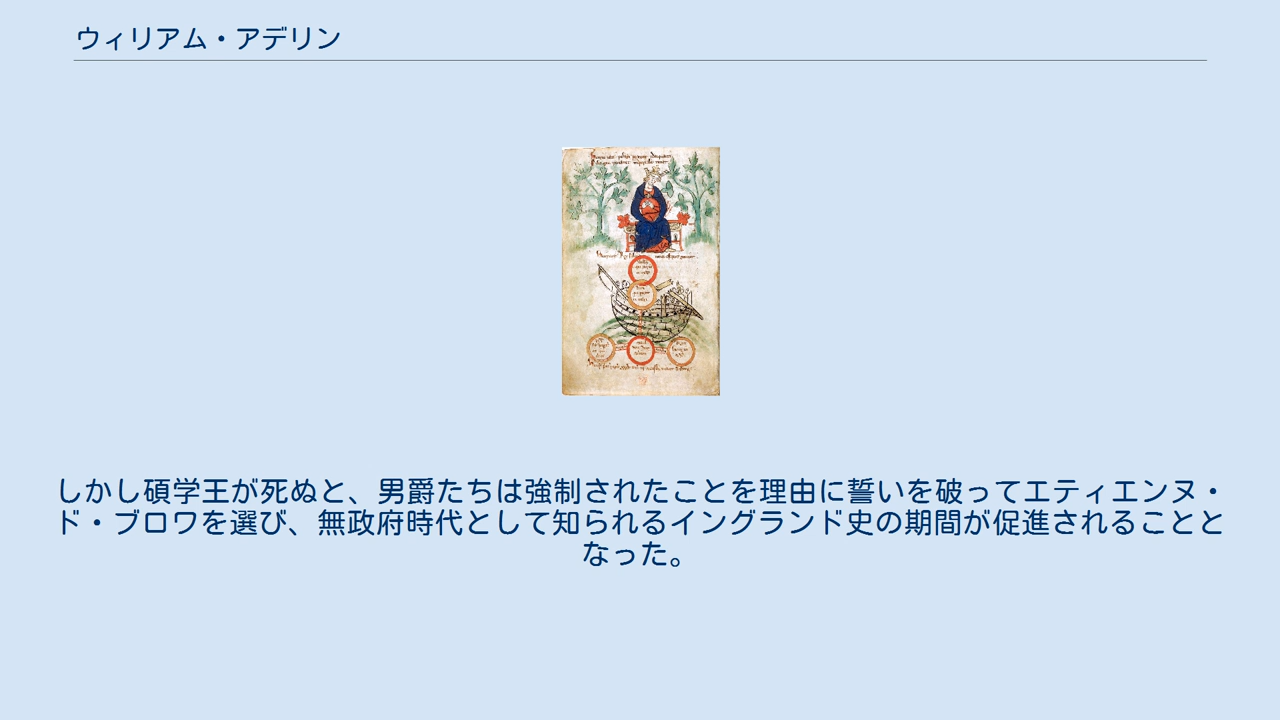 ウィリアム・アデリン
しかし碩学王が死ぬと、男爵たちは強制されたことを理由に誓いを破ってエティエンヌ・
ド・ブロワを選び、無政府時代として知られるイングランド史の期間が促進されることと
なった。